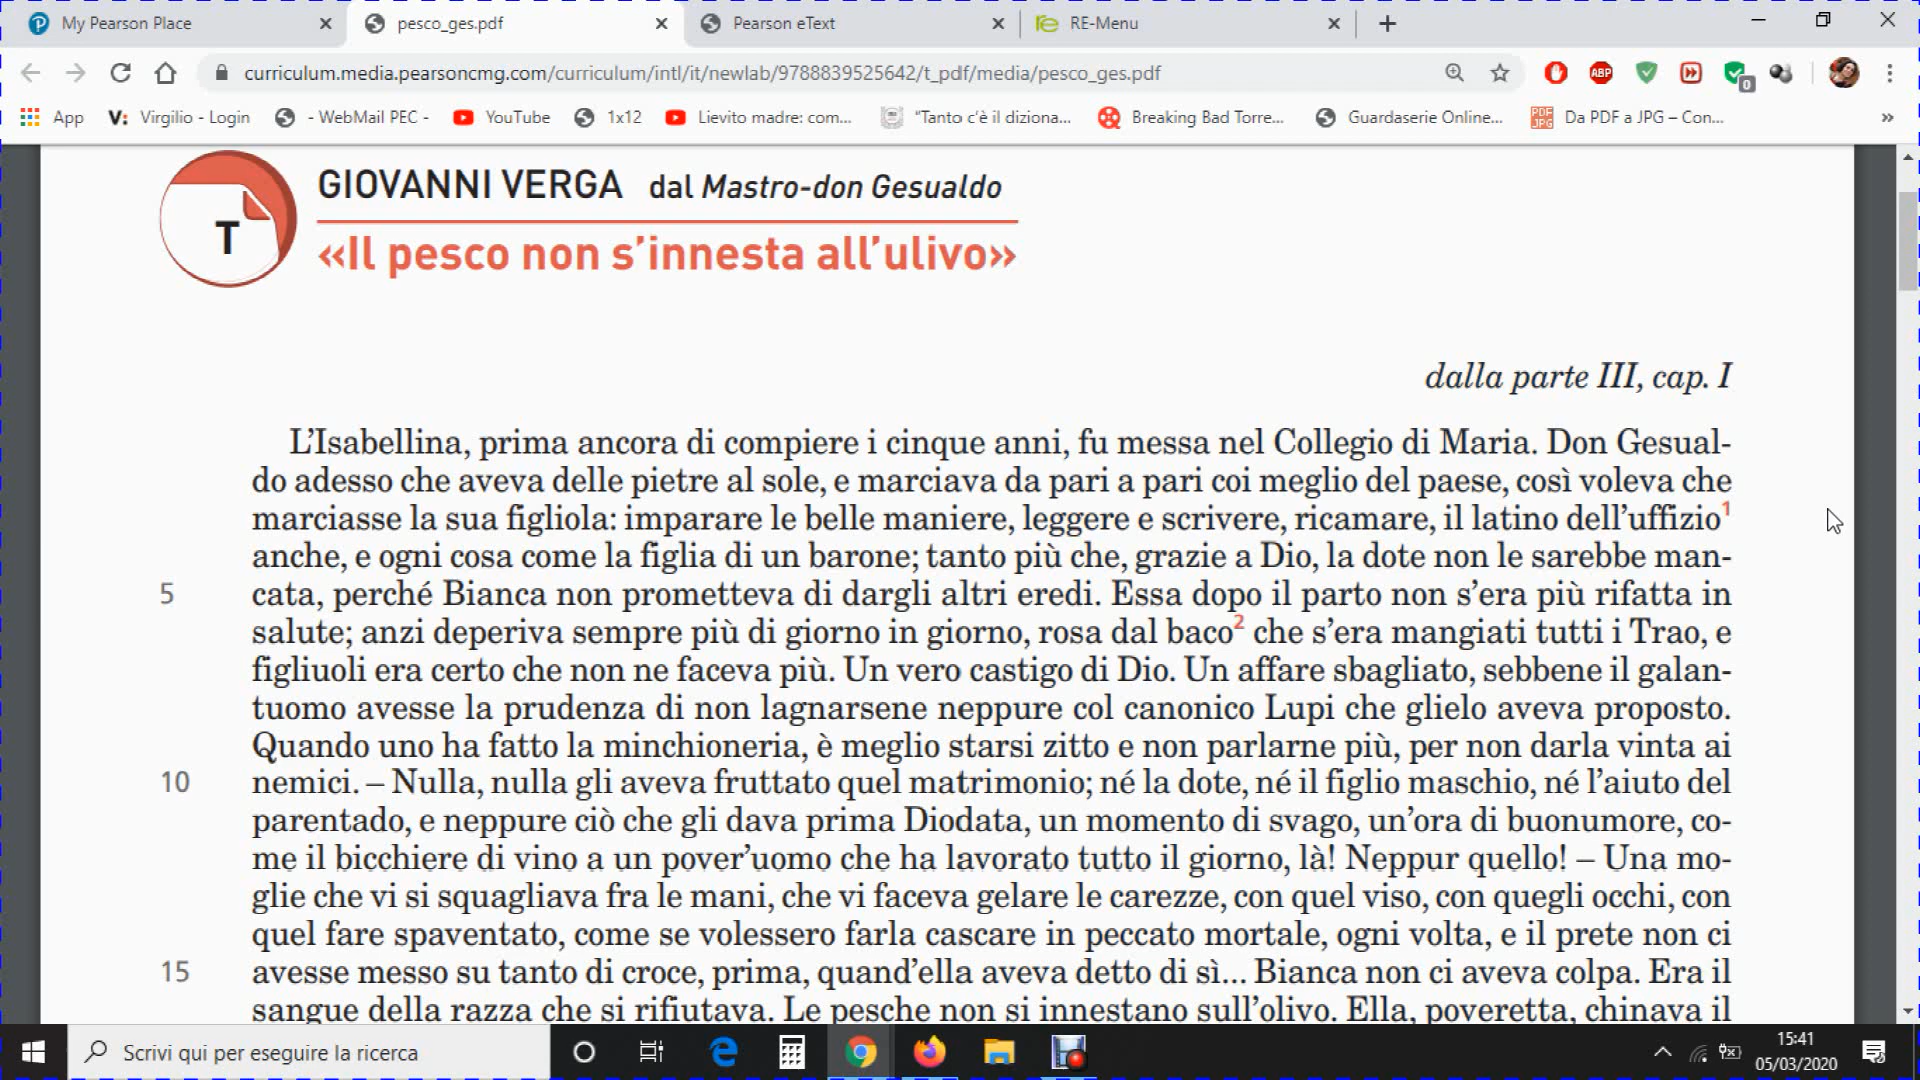 My Pearson Place
pesco_ges.pdf
Pearson eText
RE-Menu
curriculum.media.pearsoncmg.com/curriculum/intl/it/newlab/9788839525642/t_pdf/media/pesco_ges.pdf
ABP
0
App
V: Virgilio - Login
- WebMail PEC -
YouTube
1x12
Lievito madre: com...
“Tanto c’è il diziona...
Breaking Bad Torre...
Guardaserie Online...
PDF JPG
Da PDF a JPG – Con...
»
T
GIOVANNI VERGA dal Mastro-don Gesualdo
«Il pesco non s’innesta all’ulivo»
dalla parte III, cap. I
L’Isabellina, prima ancora di compiere i cinque anni, fu messa nel Collegio di Maria. Don Gesual-
do adesso che aveva delle pietre al sole, e marciava da pari a pari coi meglio del paese, così voleva che
marciasse la sua figliola: imparare le belle maniere, leggere e scrivere, ricamare, il latino dell’uffizio1
anche, e ogni cosa come la figlia di un barone; tanto più che, grazie a Dio, la dote non le sarebbe man-
5 cata, perché Bianca non prometteva di dargli altri eredi. Essa dopo il parto non s’era più rifatta in
salute; anzi deperiva sempre più di giorno in giorno, rosa dal baco2 che s’era mangiati tutti i Trao, e
figliuoli era certo che non ne faceva più. Un vero castigo di Dio. Un affare sbagliato, sebbene il galan-
tuomo avesse la prudenza di non lagnarsene neppure col canonico Lupi che glielo aveva proposto.
Quando uno ha fatto la minchioneria, è meglio starsi zitto e non parlarne più, per non darla vinta ai
10 nemici. – Nulla, nulla gli aveva fruttato quel matrimonio; né la dote, né il figlio maschio, né l’aiuto del
parentado, e neppure ciò che gli dava prima Diodata, un momento di svago, un’ora di buonumore, co-
me il bicchiere di vino a un pover’uomo che ha lavorato tutto il giorno, là! Neppur quello! – Una mo-
glie che vi si squagliava fra le mani, che vi faceva gelare le carezze, con quel viso, con quegli occhi, con
quel fare spaventato, come se volessero farla cascare in peccato mortale, ogni volta, e il prete non ci
15 avesse messo su tanto di croce, prima, quand’ella aveva detto di sì... Bianca non ci aveva colpa. Era il
sangue della razza che si rifiutava. Le pesche non si innestano sull’olivo. Ella, poveretta, chinava il
Scrivi qui per eseguire la ricerca
15:41
05/03/2020